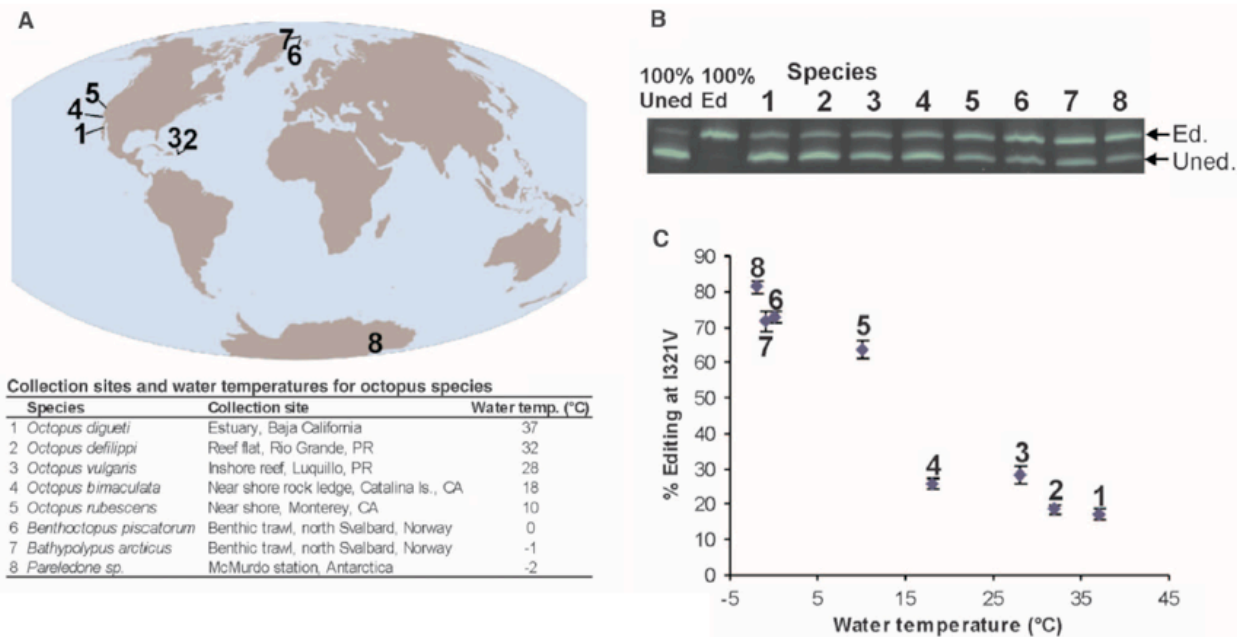 A
7
6
5
4
1
32
8
Collection sites and water temperatures for octopus species
Species Collection site Water temp. (°C)
1 Octopus digueti Estuary, Baja California 37
2 Octopus defilippi Reef flat, Rio Grande, PR 32
3 Octopus vulgaris Inshore reef, Luquillo, PR 28
4 Octopus bimaculata Near shore rock ledge, Catalina Is., CA 18
5 Octopus rubescens Near shore, Monterey, CA 10
6 Benthoctopus piscatorum Benthic trawl, north Svalbard, Norway 0
7 Bathypolypus arcticus Benthic trawl, north Svalbard, Norway -1
8 Pareledone sp. McMurdo station, Antarctica -2
B
100% 100% Species
Uned Ed 1 2 3 4 5 6 7 8
Ed.
Uned.
C
% Editing at I321V
90
80
70
60
50
40
30
20
10
0
8
6
7
5
4
3
2
1
-5 5 15 25 35 45
Water temperature (°C)